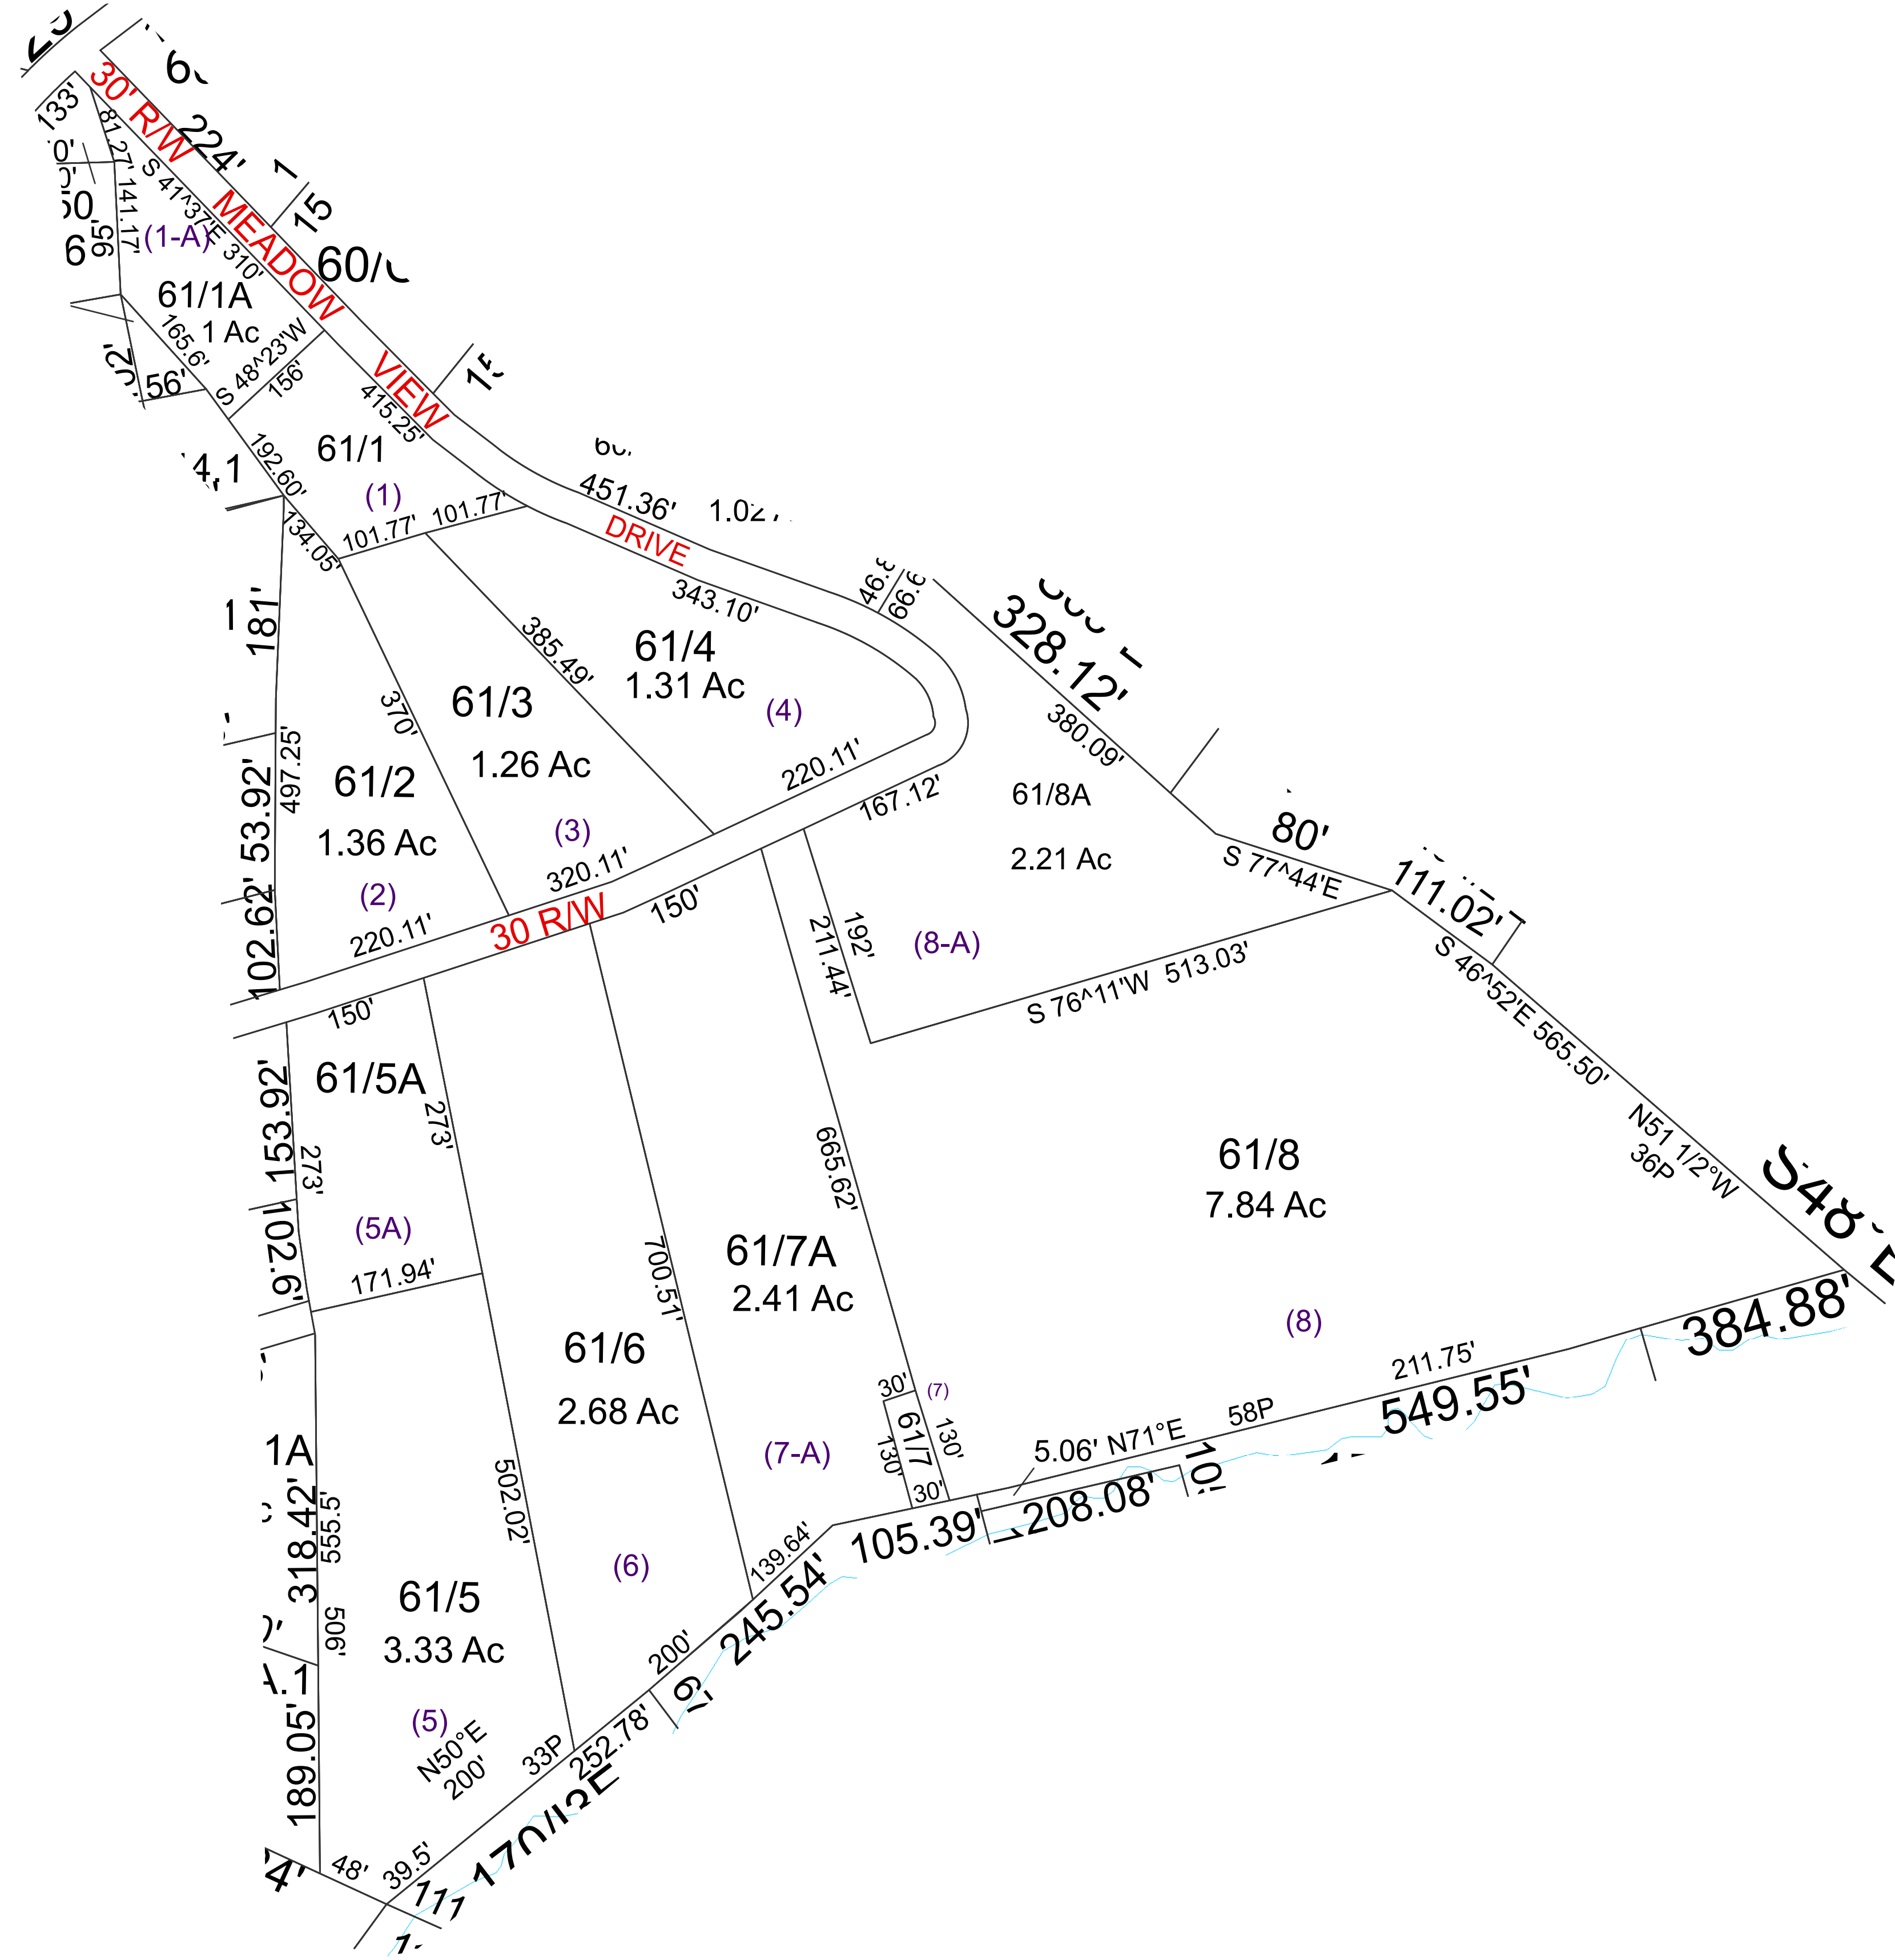 133'
30' R/W
224'
81.27'
S 41^37'E 310'
141.17'
95'
(1-A)
MEADOW
15
61/1A
1 Ac
165.6'
S 48^23'W
156'
56'
VIEW
415.25'
61/1
192.60'
(1)
101.77'
101.77'
134.05'
451.36'
DRIVE
343.10'
181'
385.49'
61/4
1.31 Ac
(4)
328.12'
380.09'
370'
61/3
1.26 Ac
(3)
220.11'
167.12'
61/8A
2.21 Ac
(8-A)
80'
S 77^44'E
111.02'
497.25'
53.92'
102.62'
61/2
1.36 Ac
(2)
220.11'
320.11'
30 R/W
150'
150'
192'
211.44'
S 76^11'W 513.03'
S 46^52'E 565.50'
N51 1/2°W
36P
153.92'
273'
61/5A
273'
(5A)
102.9'
171.94'
665.62'
61/8
7.84 Ac
(8)
700.51'
61/7A
2.41 Ac
(7-A)
61/6
2.68 Ac
(6)
384.88'
211.75'
549.55'
58P
5.06' N71°E
30'
(7)
61/7
130'
130'
30'
105.39'
208.08'
1A
318.42'
555.5'
506'
502.02'
139.64'
245.54'
200'
61/5
3.33 Ac
(5)
N50°E
200'
33P
252.78'
189.05'
48'
39.5'